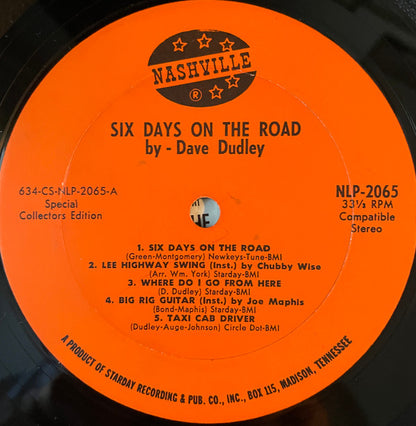 NASHVILLE
®
SIX DAYS ON THE ROAD
by - Dave Dudley
634-CS-NLP-2065-A
Special
Collectors Edition
NLP-2065
33⅓ RPM
Compatible
Stereo
1. SIX DAYS ON THE ROAD
(Green-Montgomery) Newkeys-Tune-BMI
2. LEE HIGHWAY SWING (Inst.) by Chubby Wise
(Arr. Wm. York) Starday-BMI
3. WHERE DO I GO FROM HERE
(D. Dudley) Starday-BMI
4. BIG RIG GUITAR (Inst.) by Joe Maphis
(Bond-Maphis) Starday-BMI
5. TAXI CAB DRIVER
(Dudley-Auge-Johnson) Circle Dot-BMI
A PRODUCT OF STARDAY RECORDING & PUB. CO., INC., BOX 115, MADISON, TENNESSEE